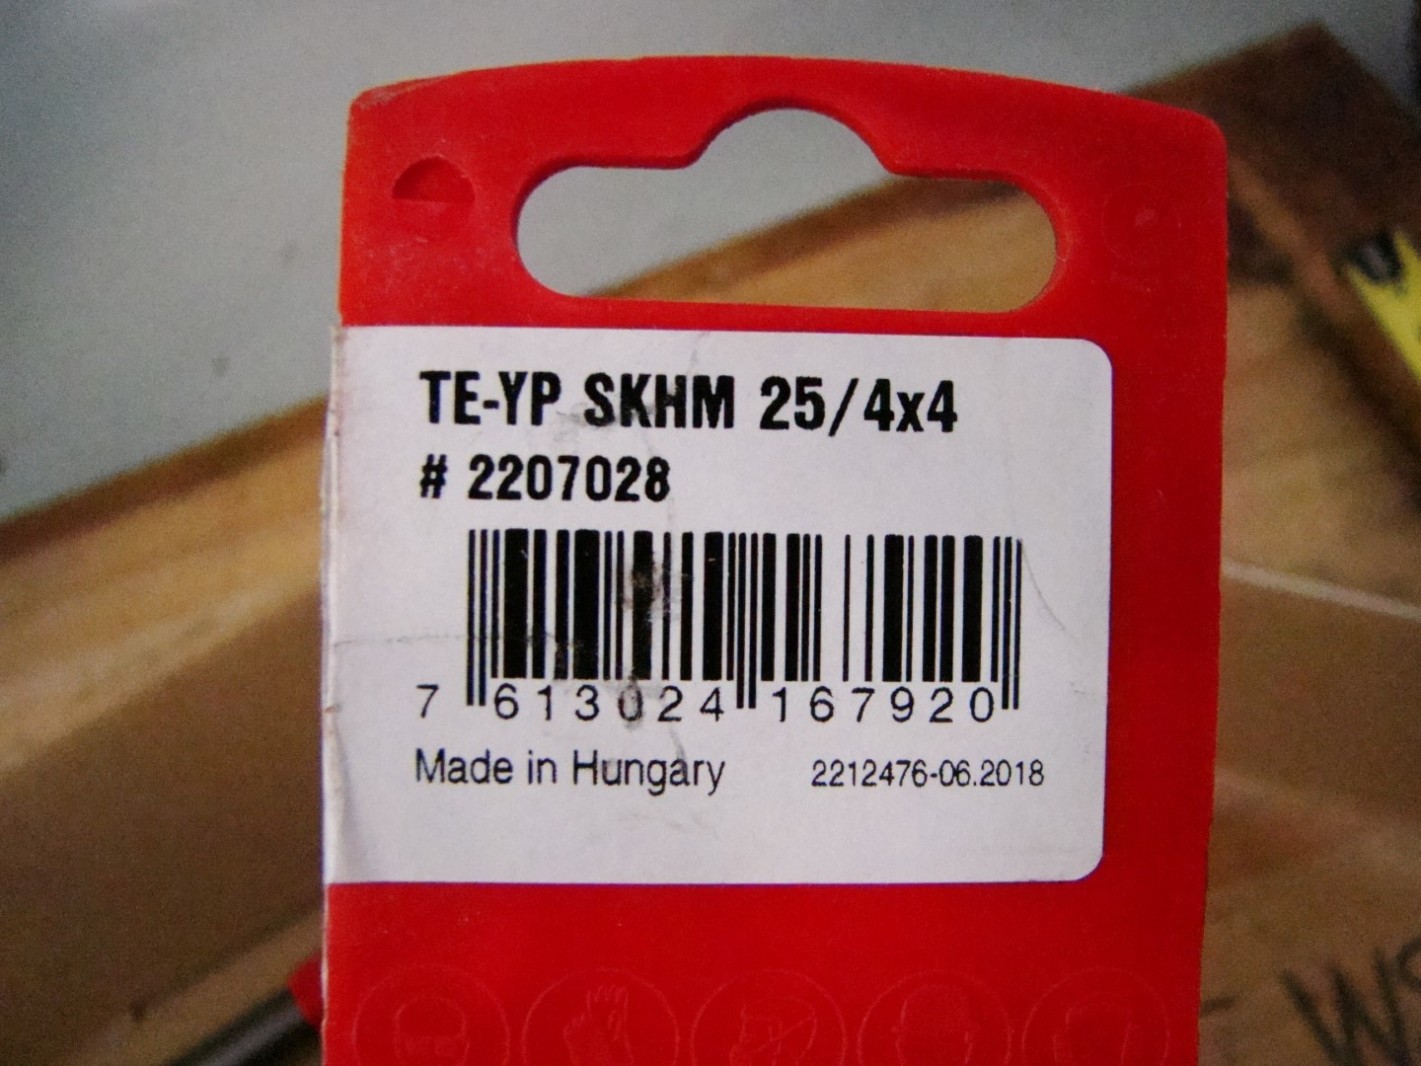 TE-YP SKHM 25/4x4
# 2207028
7 613024 167920
Made in Hungary 2212476-06.2018